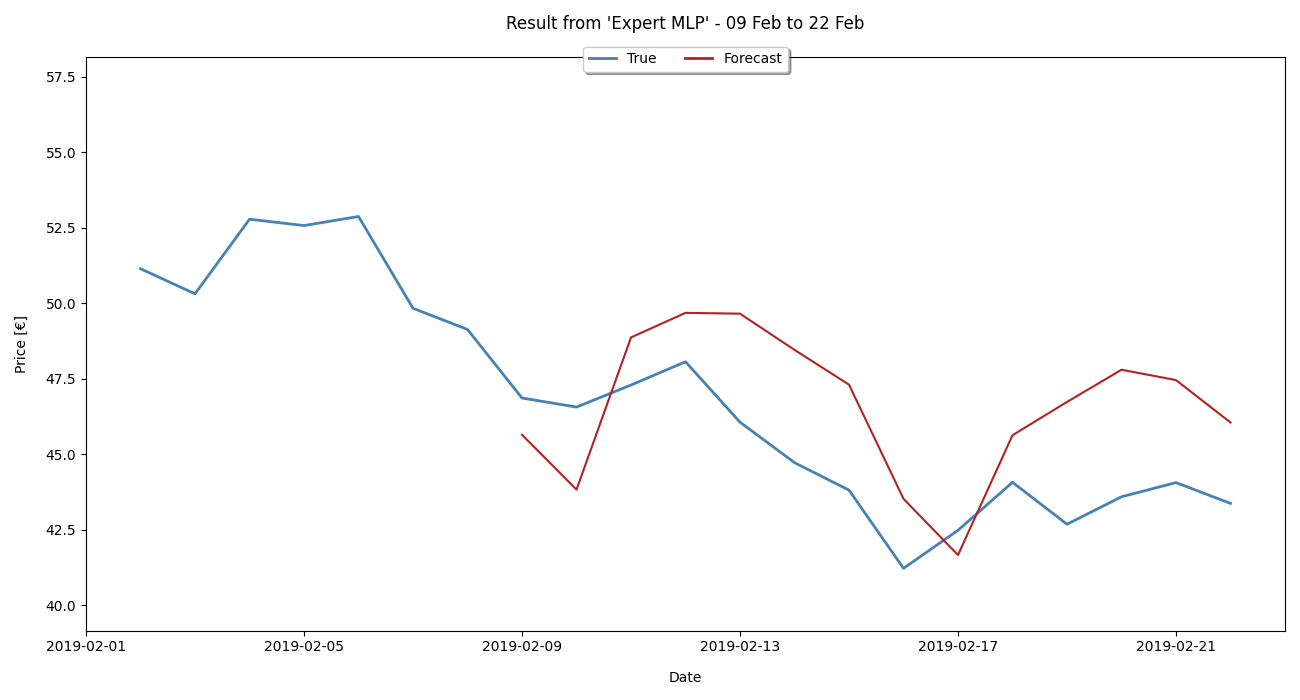 Result from 'Expert MLP' - 09 Feb to 22 Feb
True Forecast
57.5
55.0
52.5
50.0
47.5
45.0
42.5
40.0
Price [€]
2019-02-01 2019-02-05 2019-02-09 2019-02-13 2019-02-17 2019-02-21
Date